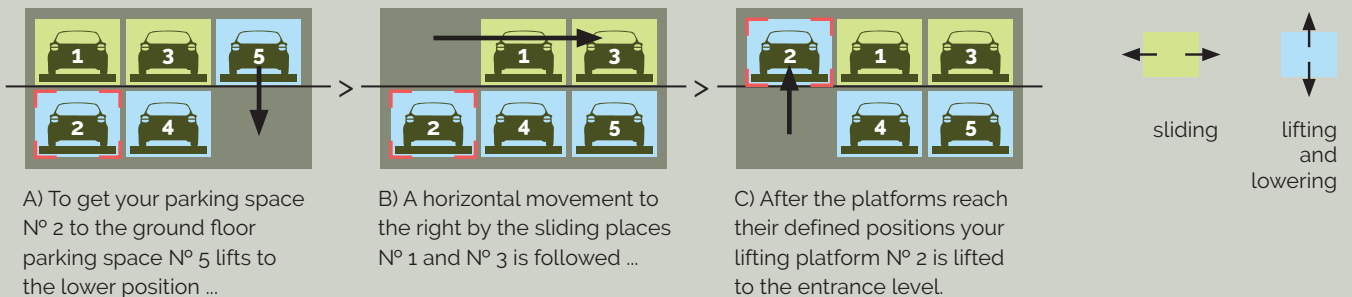 1 3 5
2 4
>
1 3
2 4 5
>
2 1 3
4 5
sliding
lifting
and
lowering
A) To get your parking space
Nº 2 to the ground floor
parking space Nº 5 lifts to
the lower position ...
B) A horizontal movement to
the right by the sliding places
Nº 1 and Nº 3 is followed ...
C) After the platforms reach
their defined positions your
lifting platform Nº 2 is lifted
to the entrance level.